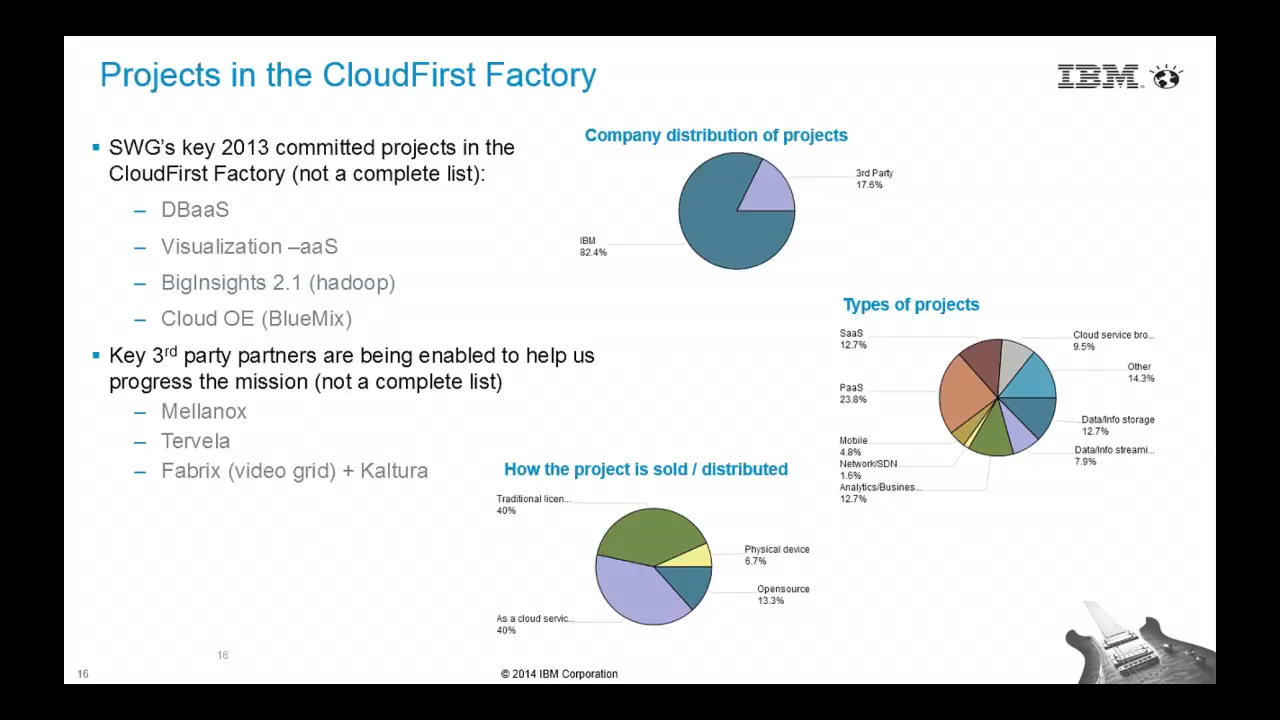 Projects in the CloudFirst Factory
IBM
▪ SWG's key 2013 committed projects in the
CloudFirst Factory (not a complete list):
– DBaaS
– Visualization –aaS
– BigInsights 2.1 (hadoop)
– Cloud OE (BlueMix)
▪ Key 3rd party partners are being enabled to help us
progress the mission (not a complete list)
– Mellanox
– Tervela
– Fabrix (video grid) + Kaltura
Company distribution of projects
3rd Party
17.6%
IBM
82.4%
Types of projects
SaaS
12.7%
Cloud service bro...
9.5%
Other
14.3%
PaaS
23.8%
Data/Info storage
12.7%
Mobile
4.8%
Data/Info streami...
7.9%
Network/SDN
1.6%
Analytics/Busines...
12.7%
How the project is sold / distributed
Traditional licen...
40%
Physical device
6.7%
Opensource
13.3%
As a cloud servic...
40%
16
16
© 2014 IBM Corporation